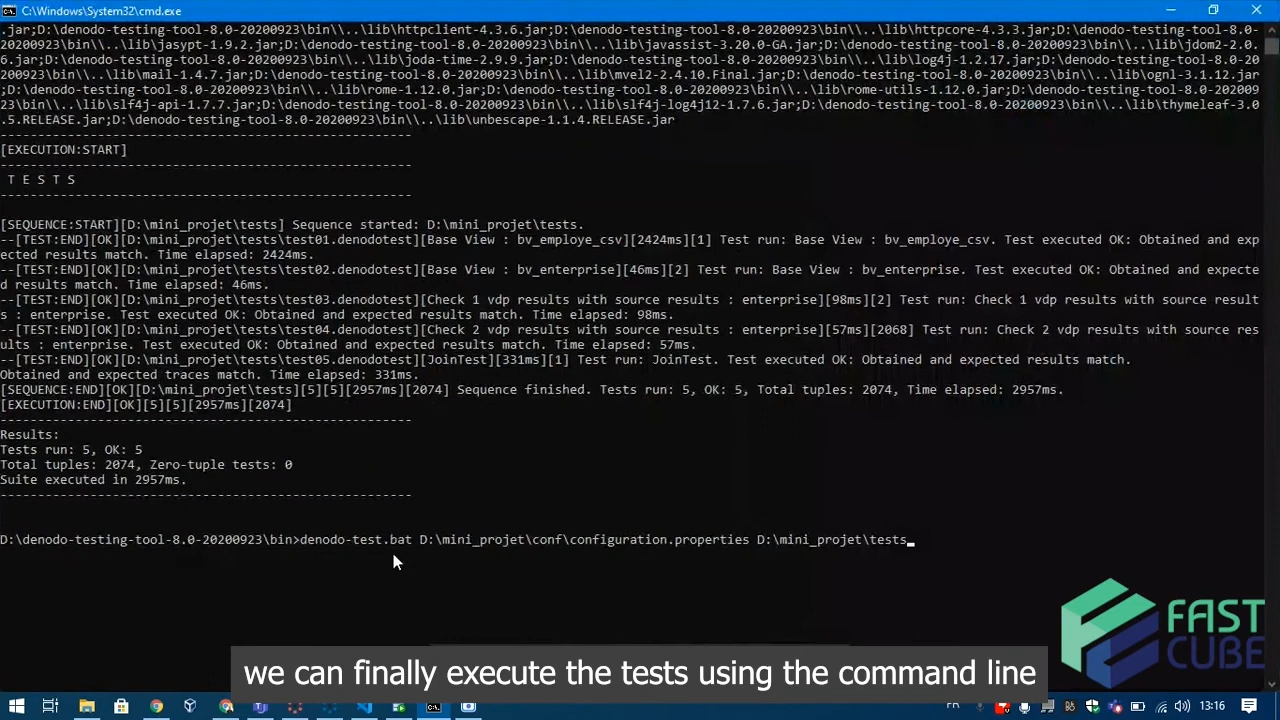 C:\Windows\System32\cmd.exe
.jar;D:\denodo-testing-tool-8.0-20200923\bin\\..\lib\httpclient-4.3.6.jar;D:\denodo-testing-tool-8.0-20200923\bin\\..\lib\httpcore-4.3.3.jar;D:\denodo-testing-tool-8.0-
20200923\bin\\..\lib\jasypt-1.9.2.jar;D:\denodo-testing-tool-8.0-20200923\bin\\..\lib\javassist-3.20.0-GA.jar;D:\denodo-testing-tool-8.0-20200923\bin\\..\lib\jdom2-2.0.
6.jar;D:\denodo-testing-tool-8.0-20200923\bin\\..\lib\joda-time-2.9.9.jar;D:\denodo-testing-tool-8.0-20200923\bin\\..\lib\log4j-1.2.17.jar;D:\denodo-testing-tool-8.0-20
200923\bin\\..\lib\mail-1.4.7.jar;D:\denodo-testing-tool-8.0-20200923\bin\\..\lib\mvel2-2.4.10.Final.jar;D:\denodo-testing-tool-8.0-20200923\bin\\..\lib\ognl-3.1.12.jar
;D:\denodo-testing-tool-8.0-20200923\bin\\..\lib\rome-1.12.0.jar;D:\denodo-testing-tool-8.0-20200923\bin\\..\lib\rome-utils-1.12.0.jar;D:\denodo-testing-tool-8.0-202009
23\bin\\..\lib\slf4j-api-1.7.7.jar;D:\denodo-testing-tool-8.0-20200923\bin\\..\lib\slf4j-log4j12-1.7.6.jar;D:\denodo-testing-tool-8.0-20200923\bin\\..\lib\thymeleaf-3.0
.5.RELEASE.jar;D:\denodo-testing-tool-8.0-20200923\bin\\..\lib\unbescape-1.1.4.RELEASE.jar
-------------------------------------------------------
[EXECUTION:START]
-------------------------------------------------------
T E S T S
-------------------------------------------------------
[SEQUENCE:START][D:\mini_projet\tests] Sequence started: D:\mini_projet\tests.
--[TEST:END][OK][D:\mini_projet\tests\test01.denodotest][Base View : bv_employe_csv][2424ms][1] Test run: Base View : bv_employe_csv. Test executed OK: Obtained and exp
ected results match. Time elapsed: 2424ms.
--[TEST:END][OK][D:\mini_projet\tests\test02.denodotest][Base View : bv_enterprise][46ms][2] Test run: Base View : bv_enterprise. Test executed OK: Obtained and expecte
d results match. Time elapsed: 46ms.
--[TEST:END][OK][D:\mini_projet\tests\test03.denodotest][Check 1 vdp results with source results : enterprise][98ms][2] Test run: Check 1 vdp results with source result
s : enterprise. Test executed OK: Obtained and expected results match. Time elapsed: 98ms.
--[TEST:END][OK][D:\mini_projet\tests\test04.denodotest][Check 2 vdp results with source results : enterprise][57ms][2068] Test run: Check 2 vdp results with source res
ults : enterprise. Test executed OK: Obtained and expected results match. Time elapsed: 57ms.
--[TEST:END][OK][D:\mini_projet\tests\test05.denodotest][JoinTest][331ms][1] Test run: JoinTest. Test executed OK: Obtained and expected results match.
Obtained and expected traces match. Time elapsed: 331ms.
[SEQUENCE:END][OK][D:\mini_projet\tests][5][5][2957ms][2074] Sequence finished. Tests run: 5, OK: 5, Total tuples: 2074, Time elapsed: 2957ms.
[EXECUTION:END][OK][5][5][2957ms][2074]
-------------------------------------------------------
Results:
Tests run: 5, OK: 5
Total tuples: 2074, Zero-tuple tests: 0
Suite executed in 2957ms.
-------------------------------------------------------
D:\denodo-testing-tool-8.0-20200923\bin>denodo-test.bat D:\mini_projet\conf\configuration.properties D:\mini_projet\tests
FAST
CUBE
we can finally execute the tests using the command line
FR
13:16